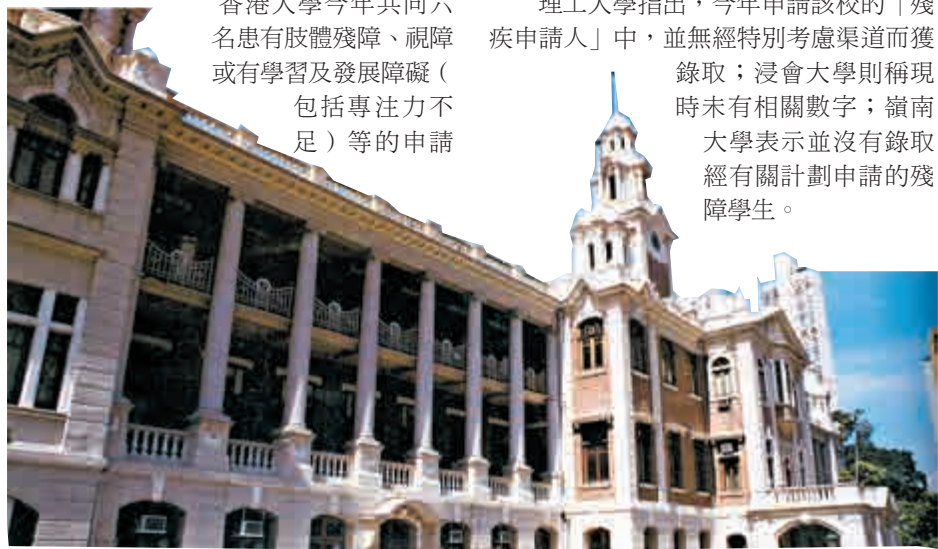 香港大學今年共向六
名患有肢體殘障、視障
或有學習及發展障礙（
包括專注力不
足）等的申請
理工大學指出，今年申請該校的「殘
疾申請人」中，並無經特別考慮渠道而獲
錄取；浸會大學則稱現
時未有相關數字；嶺南
大學表示並沒有錄取
經有關計劃申請的殘
障學生。